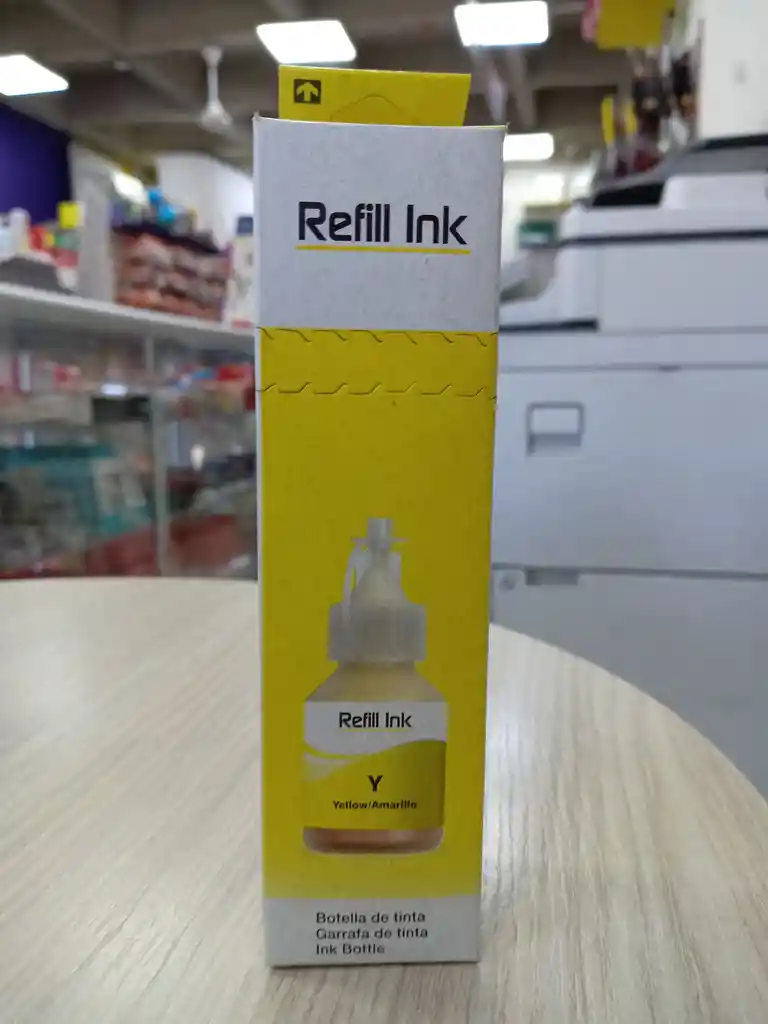 Refill Ink
Refill Ink
Y
Yellow/Amarillo
Botella de tinta
Garrafa de tinta
Ink Bottle